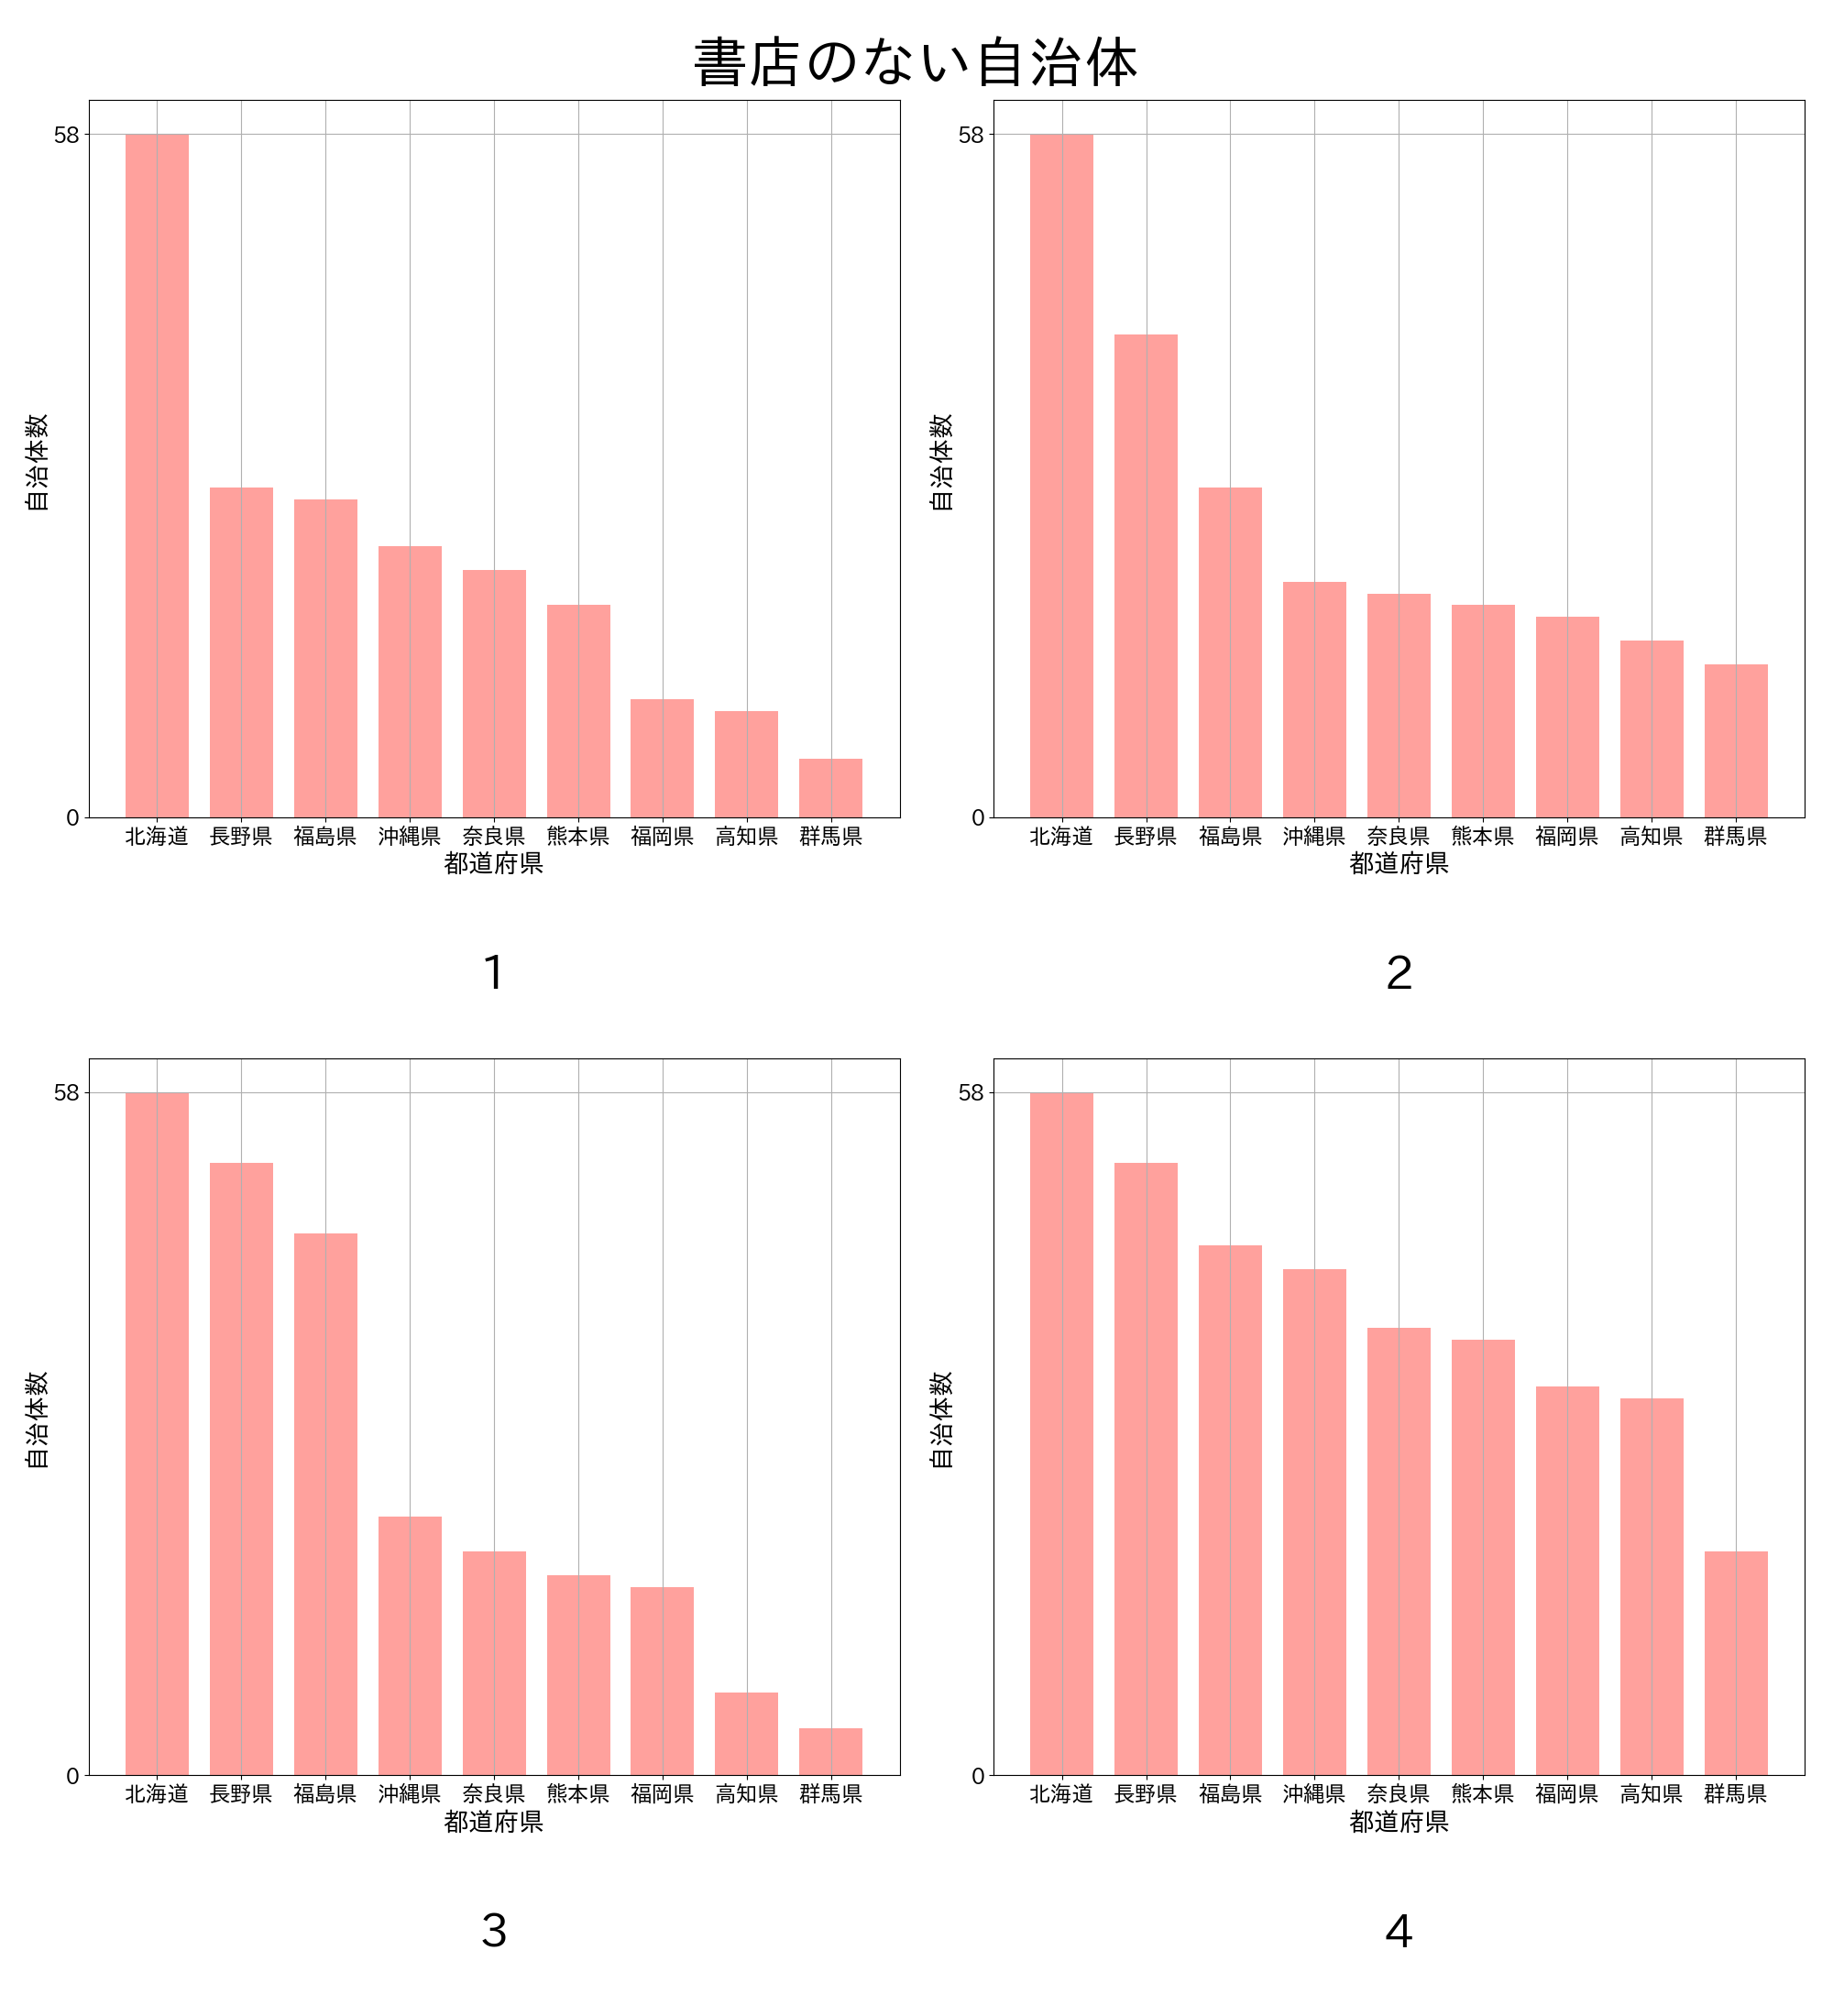 書店のない自治体
58
0
自治体数
北海道 長野県 福島県 沖縄県 奈良県 熊本県 福岡県 高知県 群馬県
都道府県
1
58
0
自治体数
北海道 長野県 福島県 沖縄県 奈良県 熊本県 福岡県 高知県 群馬県
都道府県
2
58
0
自治体数
北海道 長野県 福島県 沖縄県 奈良県 熊本県 福岡県 高知県 群馬県
都道府県
3
58
0
自治体数
北海道 長野県 福島県 沖縄県 奈良県 熊本県 福岡県 高知県 群馬県
都道府県
4